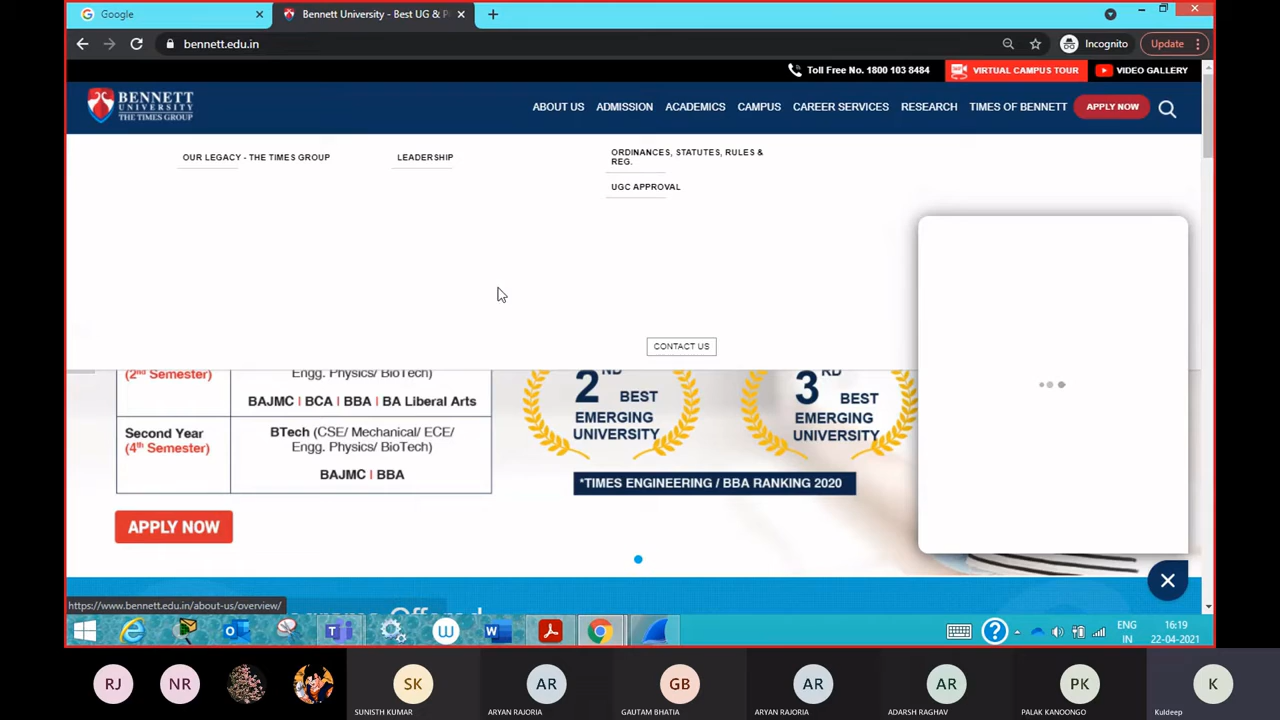 Google
Bennett University - Best UG & P
bennett.edu.in
Incognito
Update
Toll Free No. 1800 103 8484
VIRTUAL CAMPUS TOUR
VIDEO GALLERY
BENNETT
UNIVERSITY
THE TIMES GROUP
ABOUT US
ADMISSION
ACADEMICS
CAMPUS
CAREER SERVICES
RESEARCH
TIMES OF BENNETT
APPLY NOW
OUR LEGACY - THE TIMES GROUP
LEADERSHIP
ORDINANCES, STATUTES, RULES &
REG.
UGC APPROVAL
CONTACT US
(2nd Semester)
Engg. Physics/ BioTech)
BAJMC | BCA | BBA | BA Liberal Arts
Second Year
(4th Semester)
BTech (CSE/ Mechanical/ ECE/
Engg. Physics/ BioTech)
BAJMC | BBA
2ND BEST
EMERGING
UNIVERSITY
3RD BEST
EMERGING
UNIVERSITY
*TIMES ENGINEERING / BBA RANKING 2020
APPLY NOW
https://www.bennett.edu.in/about-us/overview/
ENG
IN
16:19
22-04-2021
RJ
NR
SK
AR
GB
AR
AR
PK
K
SUNISTH KUMAR
ARYAN RAJORIA
GAUTAM BHATIA
ARYAN RAJORIA
ADARSH RAGHAV
PALAK KANOONGO
Kuldeep